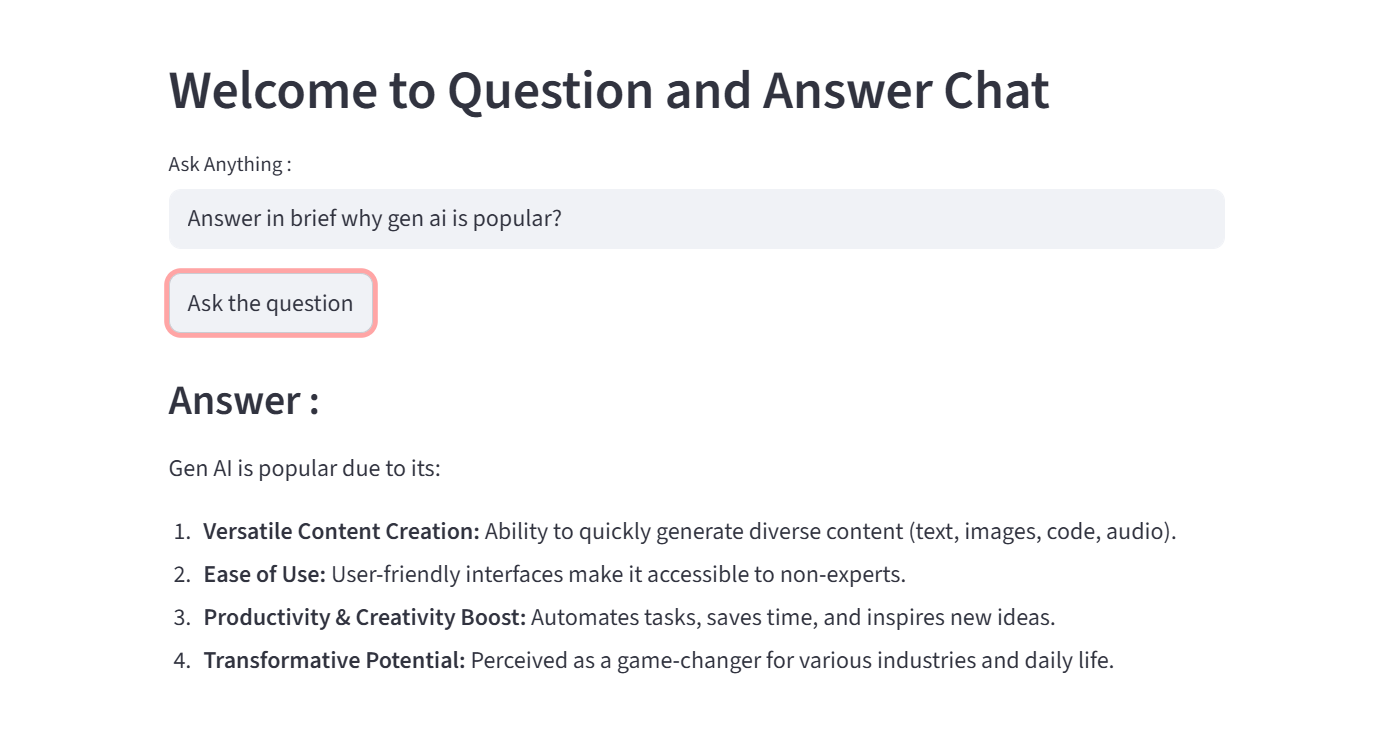 Welcome to Question and Answer Chat
Ask Anything :
Answer in brief why gen ai is popular?
Ask the question
Answer :
Gen AI is popular due to its:
1. Versatile Content Creation: Ability to quickly generate diverse content (text, images, code, audio).
2. Ease of Use: User-friendly interfaces make it accessible to non-experts.
3. Productivity & Creativity Boost: Automates tasks, saves time, and inspires new ideas.
4. Transformative Potential: Perceived as a game-changer for various industries and daily life.